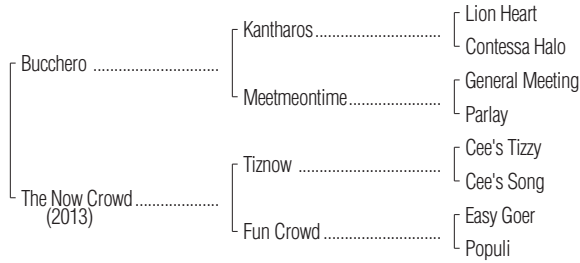 Lion Heart
Kantharos
Contessa Halo
Bucchero
General Meeting
Meetmeontime
Parlay
Cee's Tizzy
Tiznow
Cee's Song
The Now Crowd
(2013)
Easy Goer
Fun Crowd
Populi